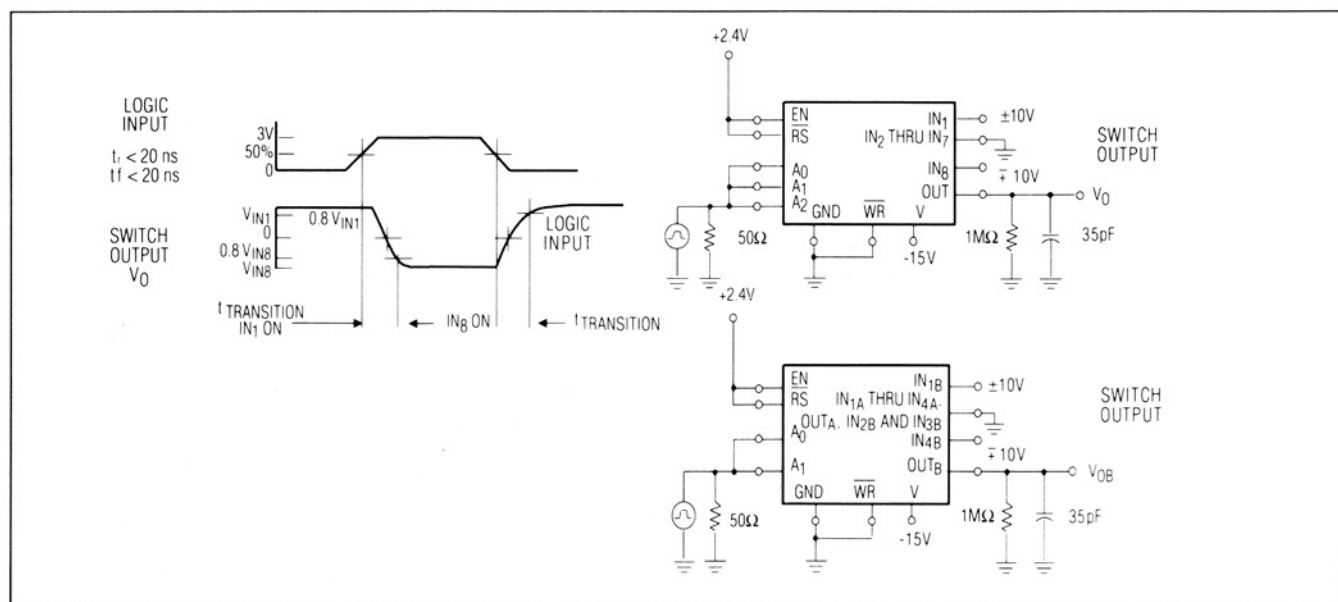 LOGIC
INPUT
tr < 20 ns
tf < 20 ns
3V
50%
0
SWITCH
OUTPUT
VO
VIN1
0
0.8 VIN8
VIN8
0.8 VIN1
LOGIC
INPUT
t TRANSITION
IN1 ON
IN8 ON
t TRANSITION
+2.4V
EN
RS
A0
A1
A2
GND
WR
V
IN1
IN2 THRU IN7
IN8
OUT
±10V
∓ 10V
SWITCH
OUTPUT
VO
50Ω
-15V
1MΩ
35pF
+2.4V
EN
RS
A0
A1
GND
WR
V
IN1B
IN1A THRU IN4A.
OUTA. IN2B AND IN3B
IN4B
OUTB
±10V
∓10V
SWITCH
OUTPUT
VOB
50Ω
-15V
1MΩ
35pF